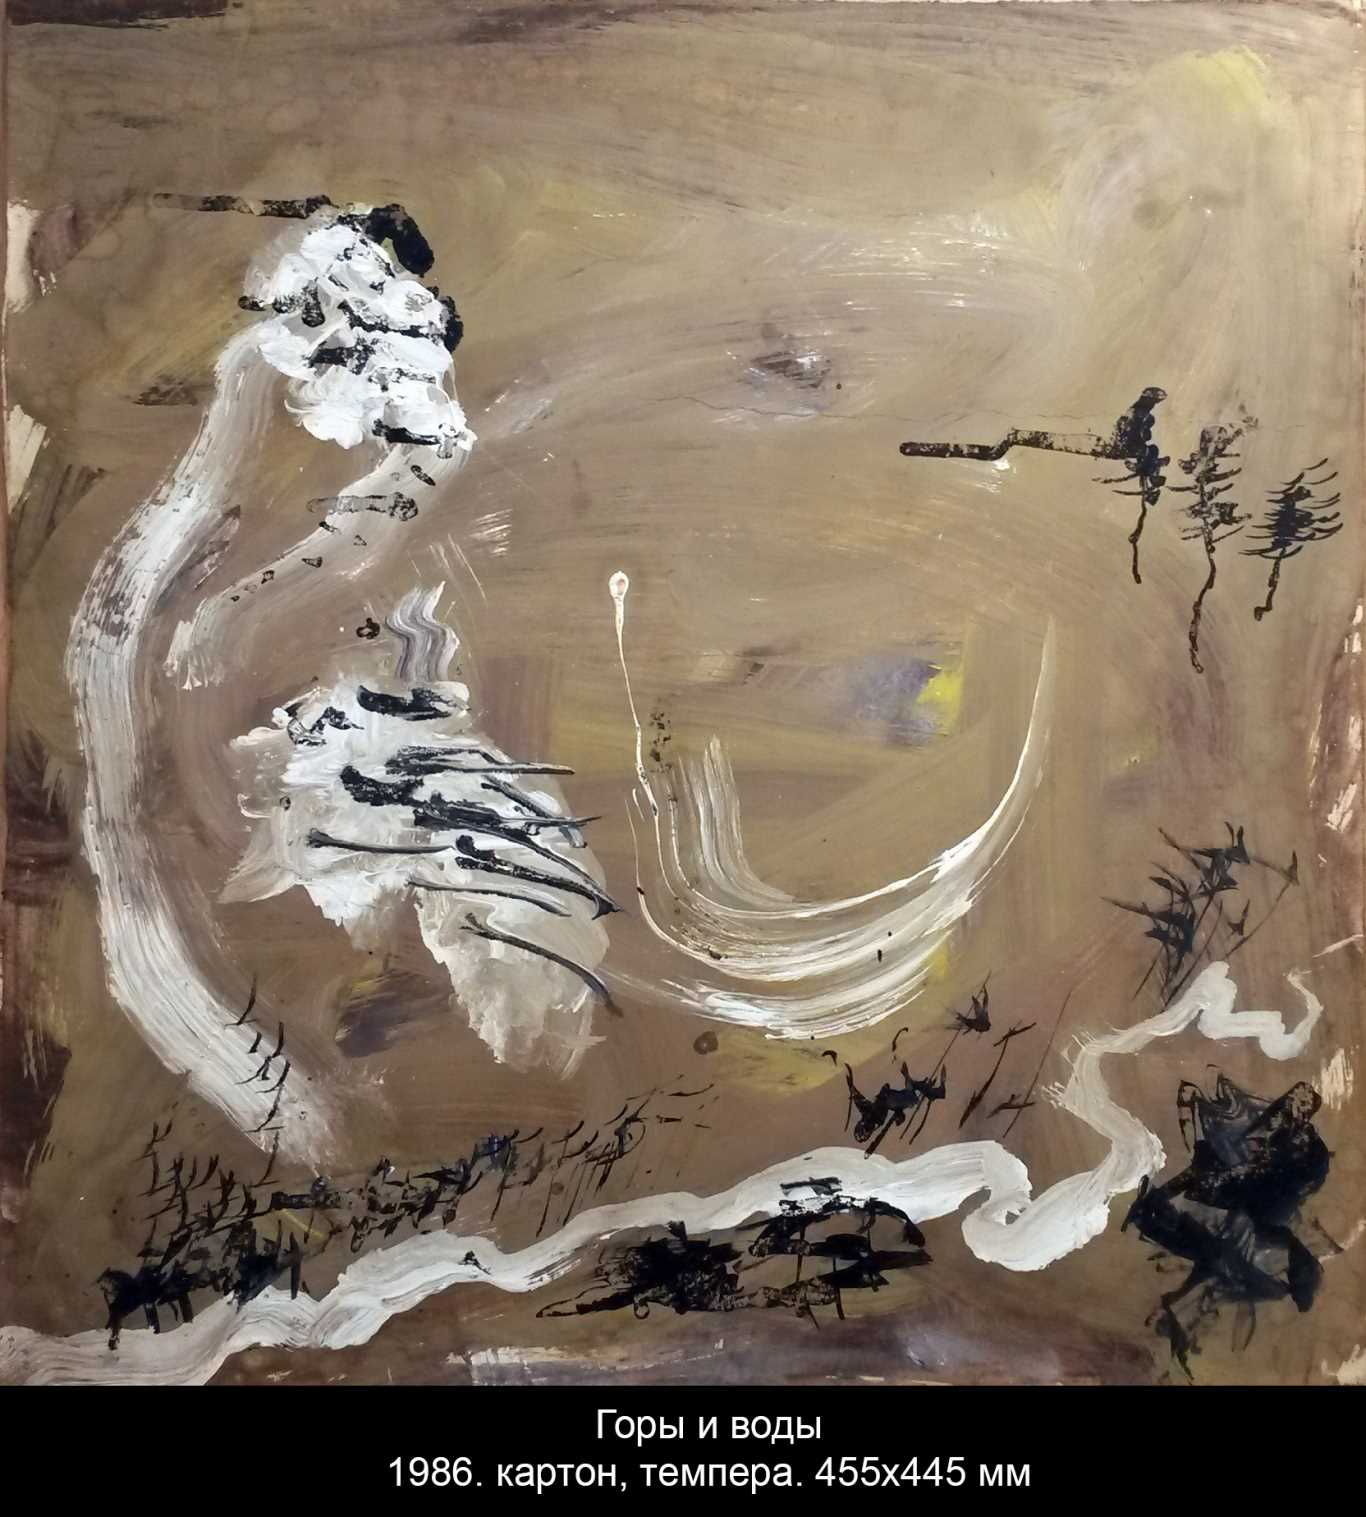 Горы и воды
1986. картон, темпера. 455х445 мм